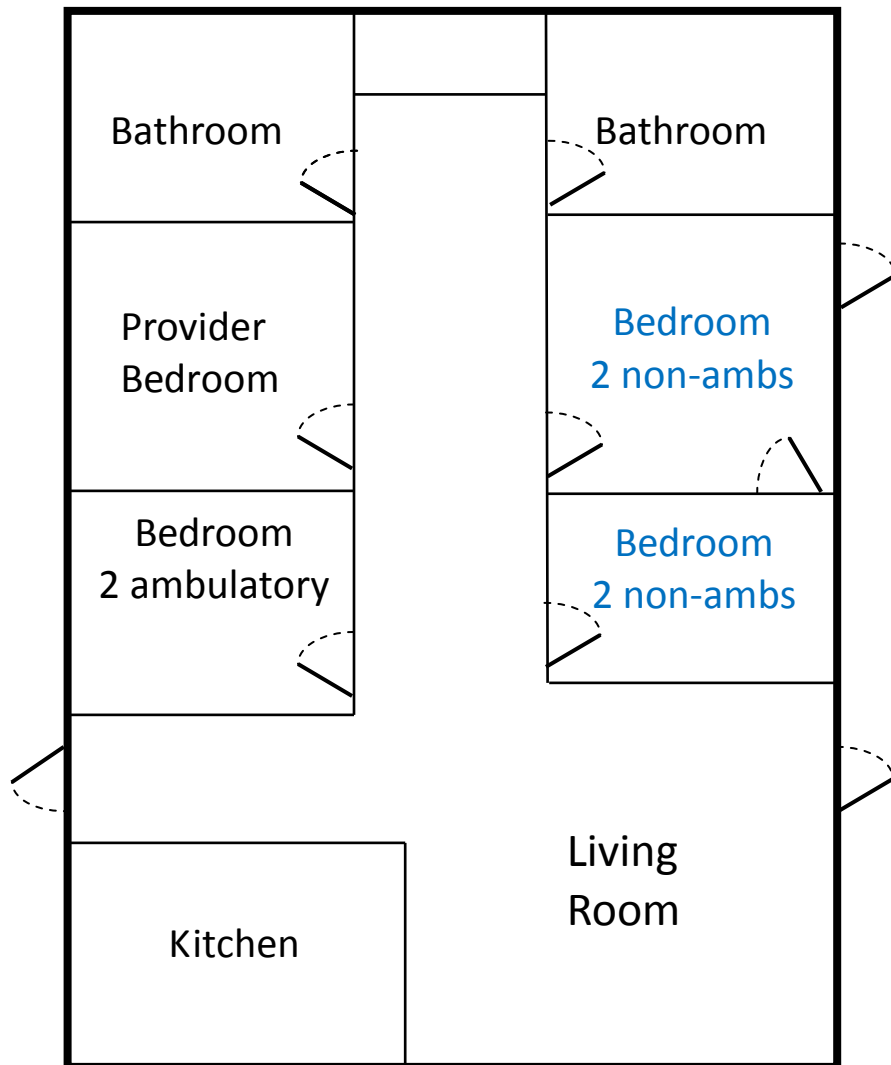 Bathroom
Bathroom
Provider
Bedroom
Bedroom
2 non-ambs
Bedroom
2 ambulatory
Bedroom
2 non-ambs
Living
Room
Kitchen